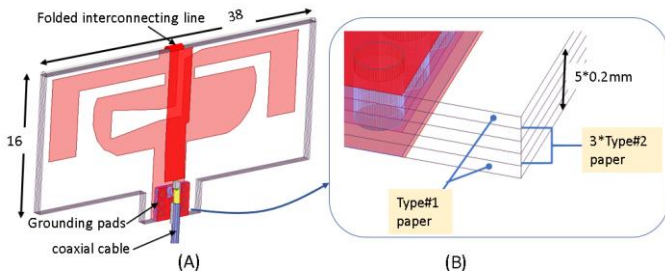 Folded interconnecting line
38
16
Grounding pads
coaxial cable
(A)
5*0.2mm
3*Type#2
paper
Type#1
paper
(B)